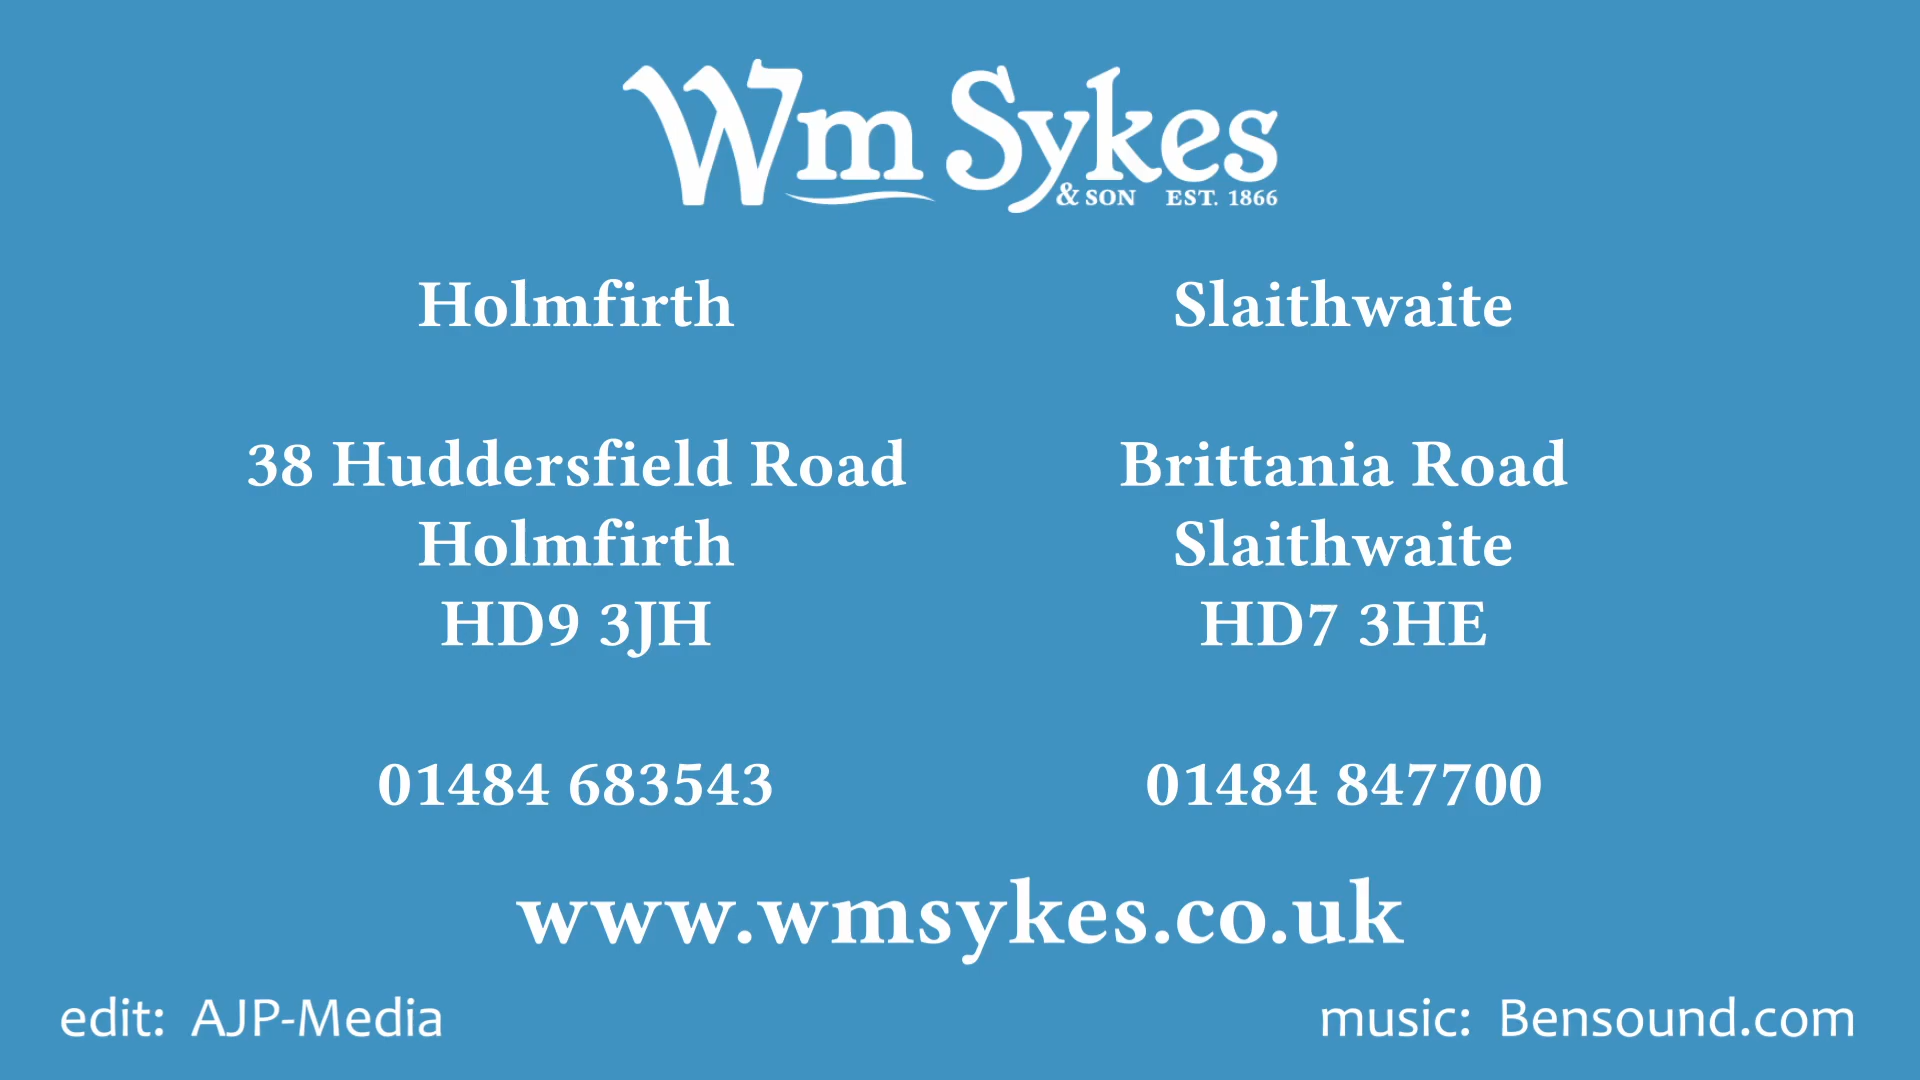 Wm Sykes
& SON EST. 1866
Holmfirth
38 Huddersfield Road
Holmfirth
HD9 3JH
01484 683543
Slaithwaite
Brittania Road
Slaithwaite
HD7 3HE
01484 847700
www.wmsykes.co.uk
edit: AJP-Media
music: Bensound.com